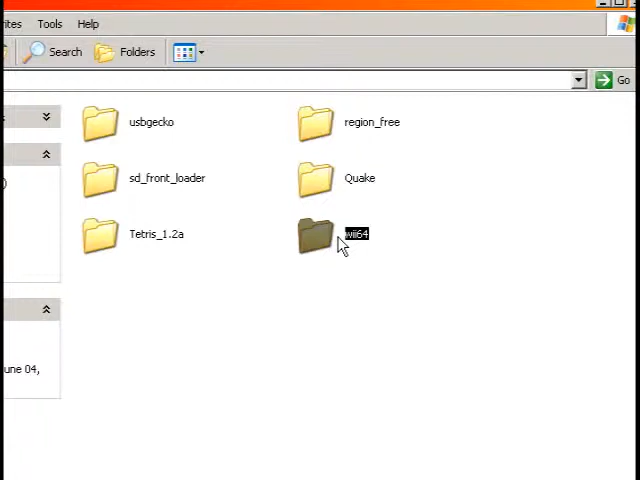 rites Tools Help
Search Folders
Go
usbgecko region_free
sd_front_loader Quake
Tetris_1.2a wii64
une 04,